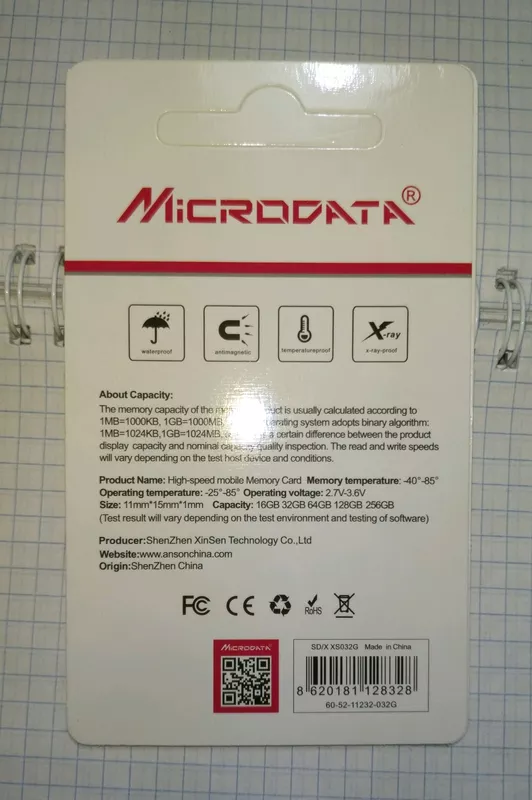 MICRODATA®
waterproof
antimagnetic
temperatureproof
X-ray
x-ray-proof
About Capacity:
The memory capacity of the is usually calculated according to
1MB=1000KB, 1GB=1000MB, system adopts binary algorithm:
1MB=1024KB,1GB=1024MB, certain difference between the product
display capacity and nominal quality inspection. The read and write speeds
will vary depending on the test host device and conditions.
Product Name: High-speed mobile Memory Card Memory temperature: -40°-85°
Operating temperature: -25°-85° Operating voltage: 2.7V-3.6V
Size: 11mm*15mm*1mm Capacity: 16GB 32GB 64GB 128GB 256GB
(Test result will vary depending on the test environment and testing of software)
Producer:ShenZhen XinSen Technology Co.,Ltd
Website:www.ansonchina.com
Origin:ShenZhen China
FC CE RoHS
MICRODATA
SD/X XS032G Made in China
8 620181 128328
60-52-11232-032G